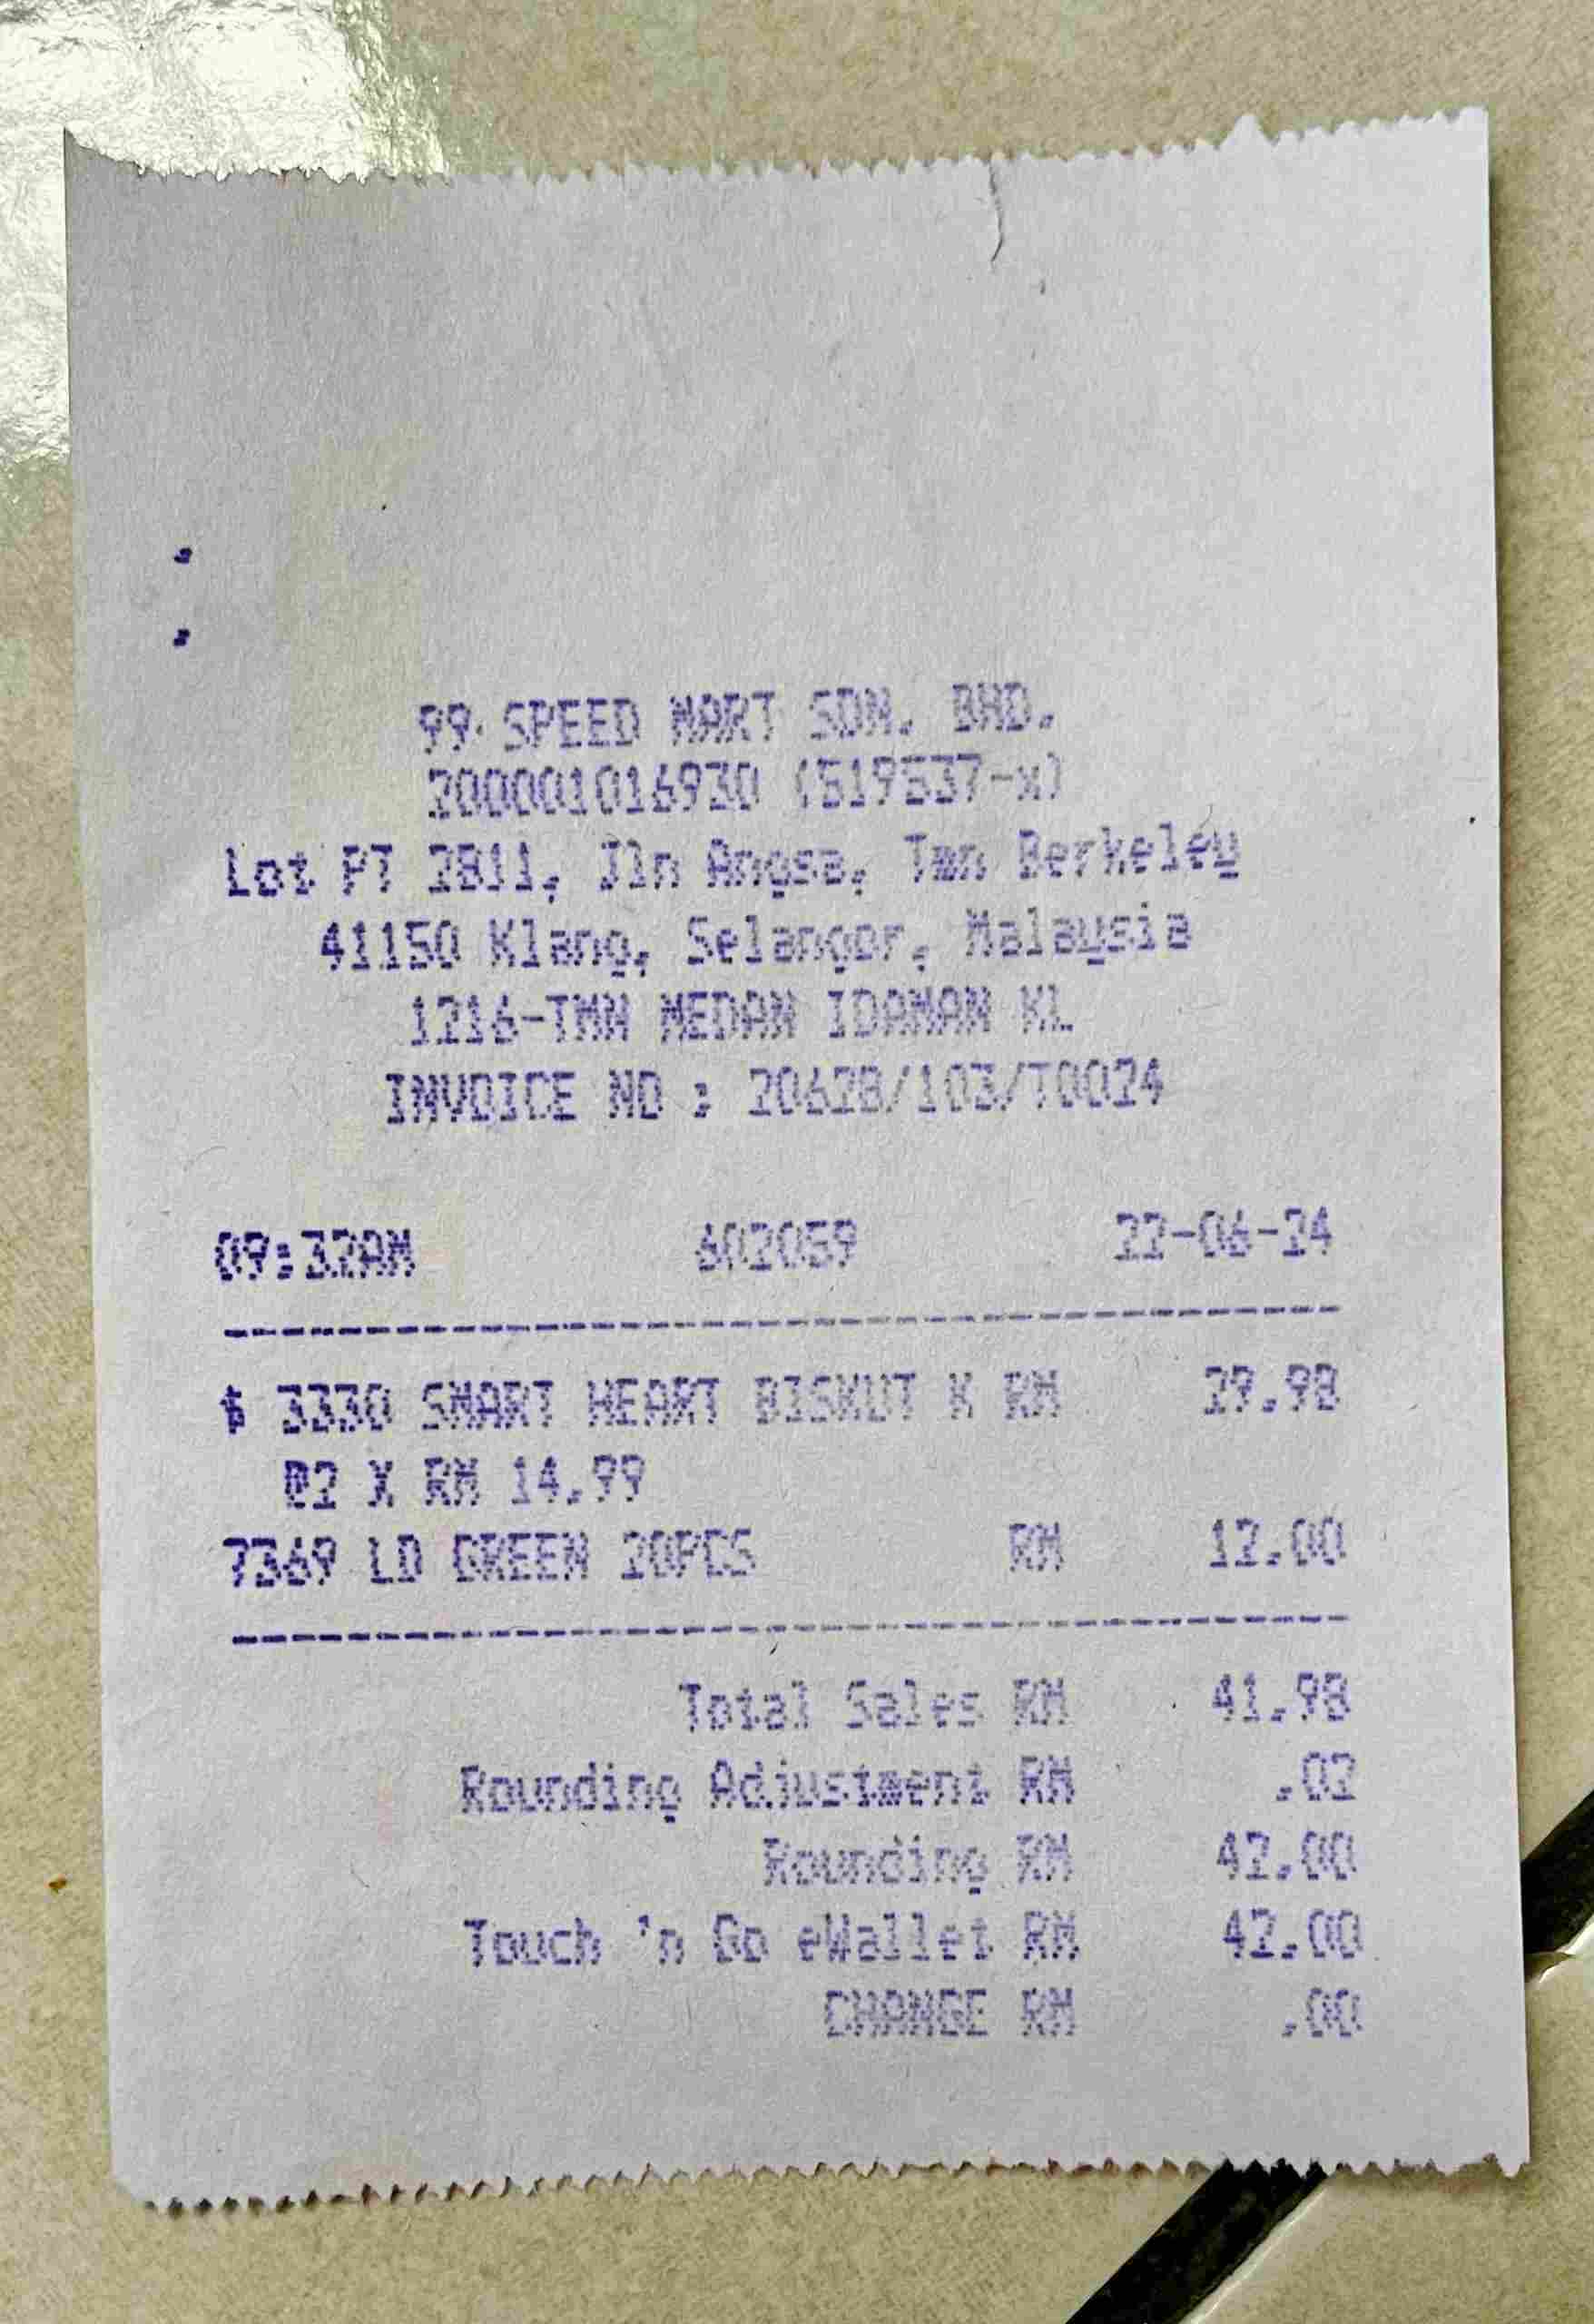 99 SPEED MART SDN. BHD.
200001016930 (519537-x)
Lot PT 2811, Jln Angsa, Tmn Berkeley
41150 Klang, Selangor, Malaysia
1216-TMN MEDAN IDAMAN KL
INVOICE NO : 20628/103/T0024
09:32AM 602059 22-06-24
3330 SMART HEART BISKUT K RM 29.98
@2 X RM 14.99
7369 LD GREEN 20PCS RM 12.00
Total Sales RM 41.98
Rounding Adjustment RM .02
Rounding RM 42.00
Touch 'n Go eWallet RM 42.00
CHANGE RM .00